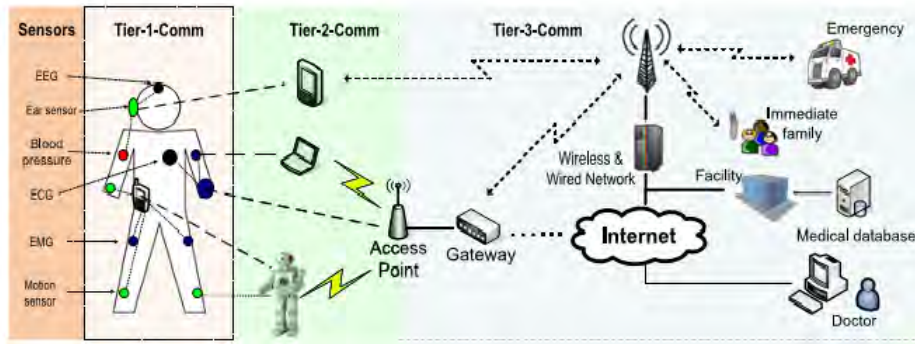 Sensors
Tier-1-Comm
Tier-2-Comm
Tier-3-Comm
EEG
Ear sensor
Blood
pressure
ECG
EMG
Motion
sensor
Access
Point
Gateway
Wireless &
Wired Network
Internet
Emergency
Immediate
family
Facility
Medical database
Doctor